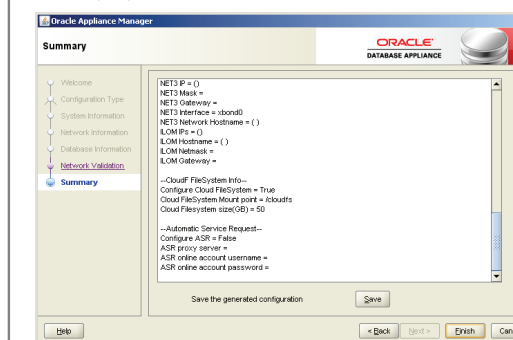 Oracle Appliance Manager
Summary
ORACLE
DATABASE APPLIANCE
Welcome
Configuration Type
System Information
Network Information
Database Information
Network Validation
Summary
NET3 IP = ()
NET3 Mask =
NET3 Gateway =
NET3 Interface = xbond0
NET3 Network Hostname = ( )
ILOM IPs = ()
ILOM Hostname = ( )
ILOM Netmask =
ILOM Gateway =
--CloudF FileSystem Info--
Configure Cloud FileSystem = True
Cloud FileSystem Mount point = /cloudfs
Cloud Filesystem size(GB) = 50
--Automatic Service Request--
Configure ASR = False
ASR proxy server =
ASR online account username =
ASR online account password =
Save the generated configuration
Save
Help
< Back
Next >
Finish
Can